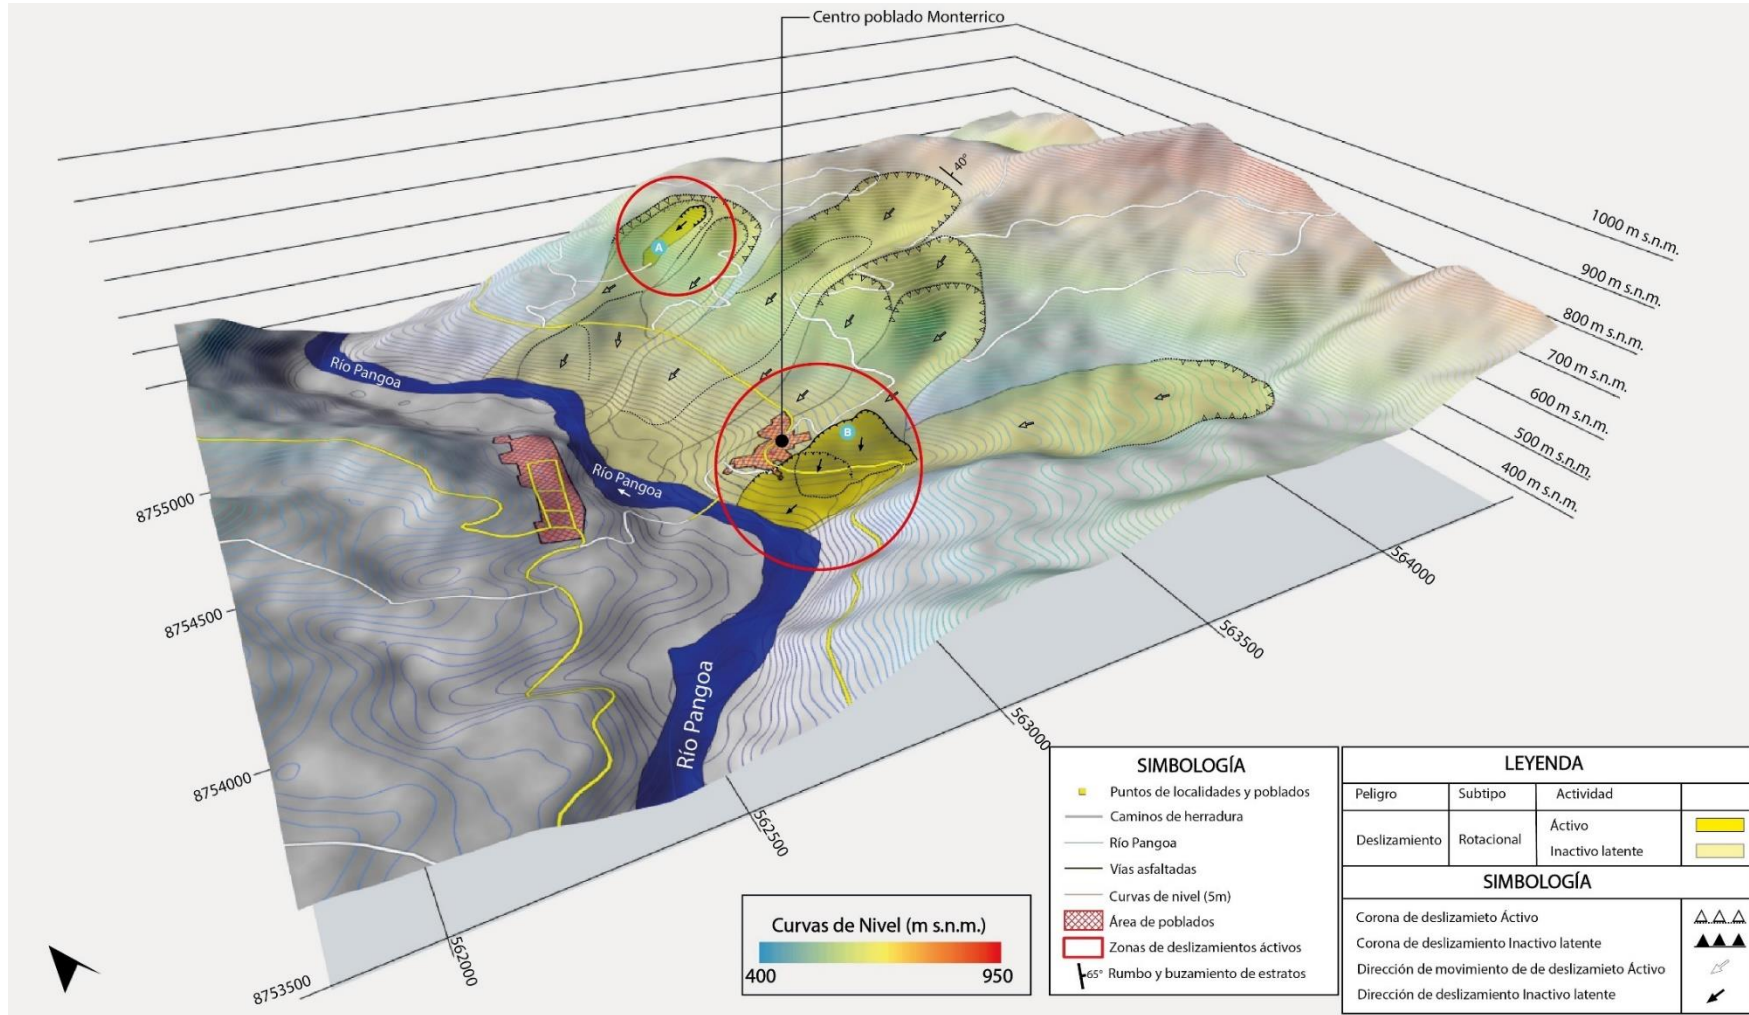 Centro poblado Monterrico
40°
1000 m s.n.m.
900 m s.n.m.
800 m s.n.m.
700 m s.n.m.
600 m s.n.m.
500 m s.n.m.
400 m s.n.m.
A
B
Río Pangoa
Río Pangoa
Río Pangoa
8755000
8754500
8754000
8753500
562000
562500
563000
563500
564000
Curvas de Nivel (m s.n.m.)
400
950
SIMBOLOGÍA
Puntos de localidades y poblados
Caminos de herradura
Río Pangoa
Vías asfaltadas
Curvas de nivel (5m)
Área de poblados
Zonas de deslizamientos áctivos
65° Rumbo y buzamiento de estratos
LEYENDA
Peligro Subtipo Actividad
Deslizamiento Rotacional Áctivo
Inactivo latente
SIMBOLOGÍA
Corona de deslizamieto Áctivo
Corona de deslizamiento Inactivo latente
Dirección de movimiento de de deslizamieto Áctivo
Dirección de deslizamiento Inactivo latente